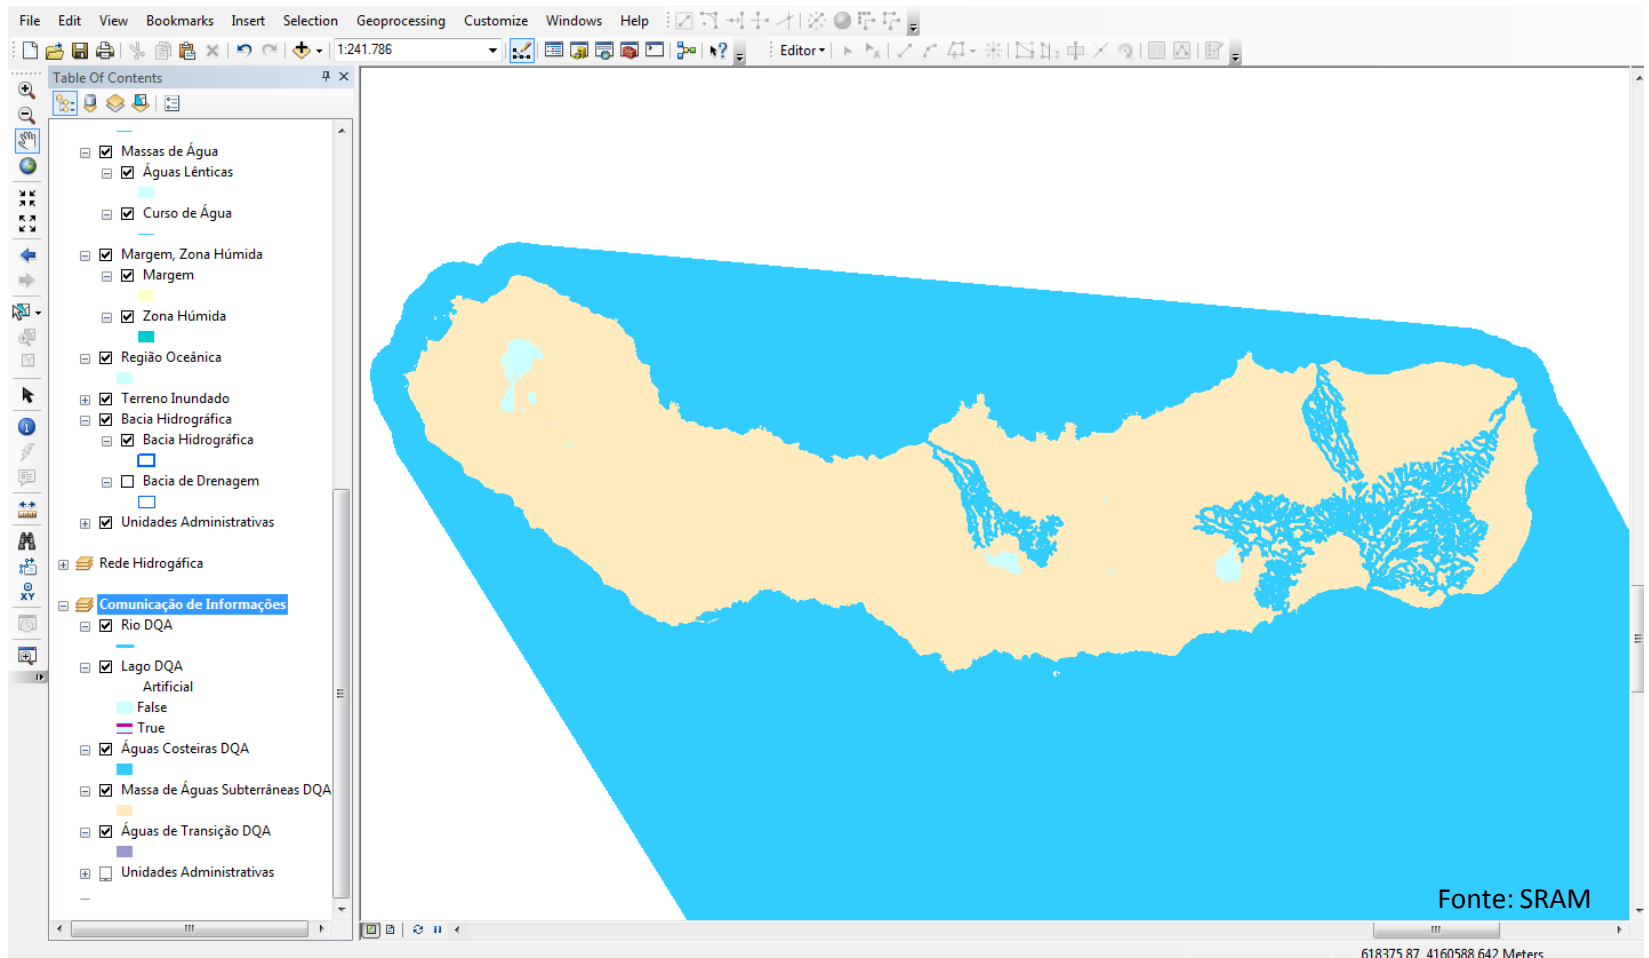 File Edit View Bookmarks Insert Selection Geoprocessing Customize Windows Help
1:241.786
Editor
Table Of Contents
Massas de Água
Águas Lênticas
Curso de Água
Margem, Zona Húmida
Margem
Zona Húmida
Região Oceânica
Terreno Inundado
Bacia Hidrográfica
Bacia Hidrográfica
Bacia de Drenagem
Unidades Administrativas
Rede Hidrogáfica
Comunicação de Informações
Rio DQA
Lago DQA
Artificial
False
True
Águas Costeiras DQA
Massa de Águas Subterrâneas DQA
Águas de Transição DQA
Unidades Administrativas
XY
Fonte: SRAM
618375,87 4160588,642 Meters